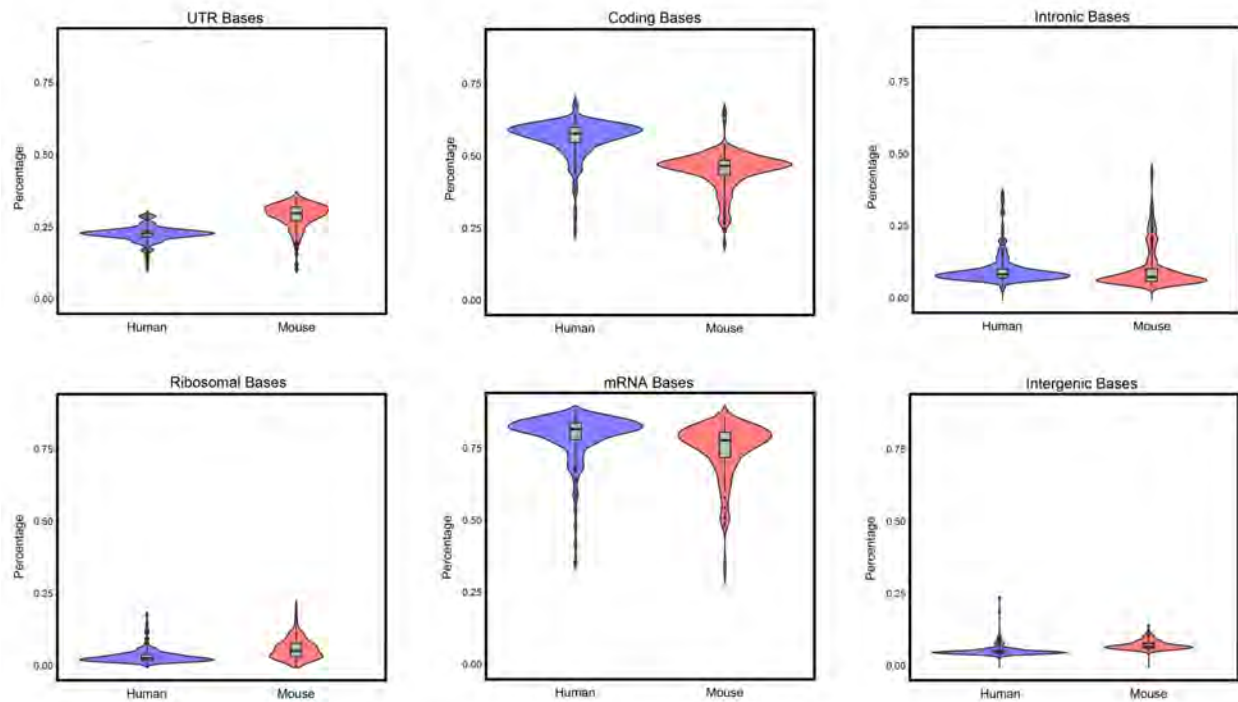 UTR Bases
Percentage
0.75
0.50
0.25
0.00
Human Mouse
Coding Bases
Percentage
0.75
0.50
0.25
0.00
Human Mouse
Intronic Bases
Percentage
0.75
0.50
0.25
0.00
Human Mouse
Ribosomal Bases
Percentage
0.75
0.50
0.25
0.00
Human Mouse
mRNA Bases
Percentage
0.75
0.50
0.25
0.00
Human Mouse
Intergenic Bases
Percentage
0.75
0.50
0.25
0.00
Human Mouse